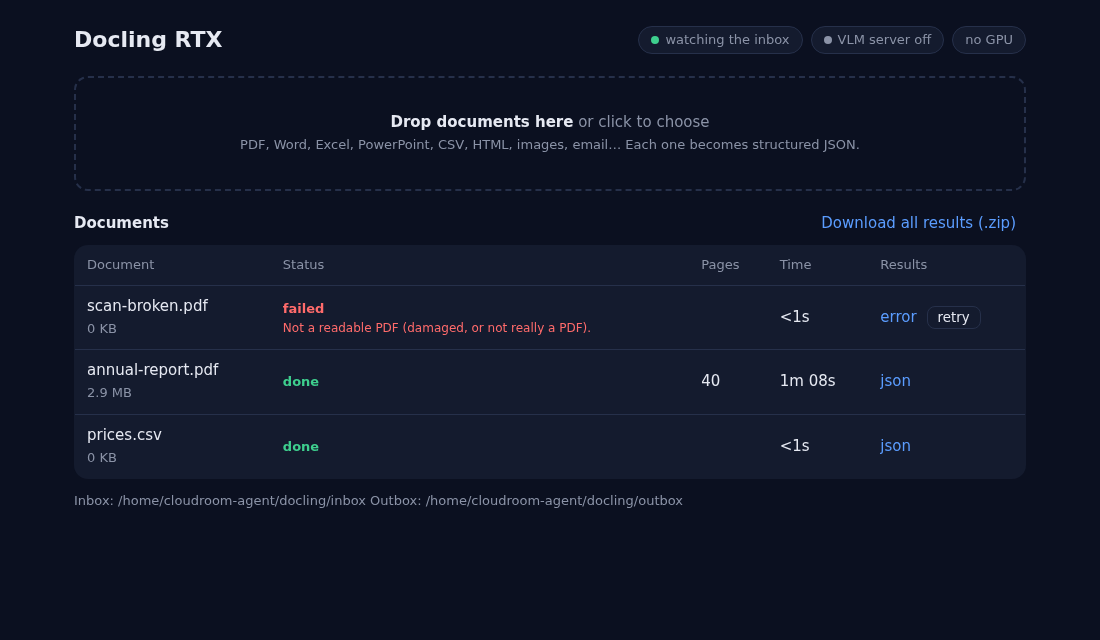 Docling RTX
watching the inbox
VLM server off
no GPU
Drop documents here or click to choose
PDF, Word, Excel, PowerPoint, CSV, HTML, images, email... Each one becomes structured JSON.
Documents
Download all results (.zip)
Document Status Pages Time Results
scan-broken.pdf
0 KB
failed
Not a readable PDF (damaged, or not really a PDF).
<1s
error retry
annual-report.pdf
2.9 MB
done
40
1m 08s
json
prices.csv
0 KB
done
<1s
json
Inbox: /home/cloudroom-agent/docling/inbox Outbox: /home/cloudroom-agent/docling/outbox